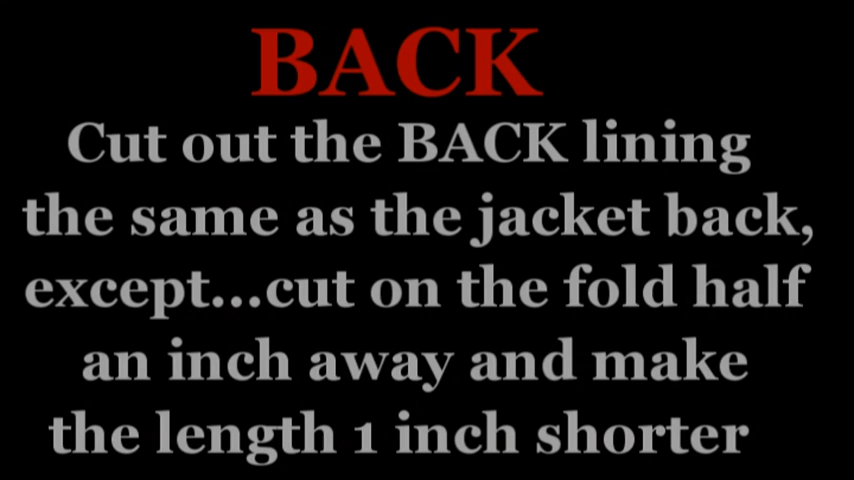 BACK
Cut out the BACK lining
the same as the jacket back,
except...cut on the fold half
an inch away and make
the length 1 inch shorter